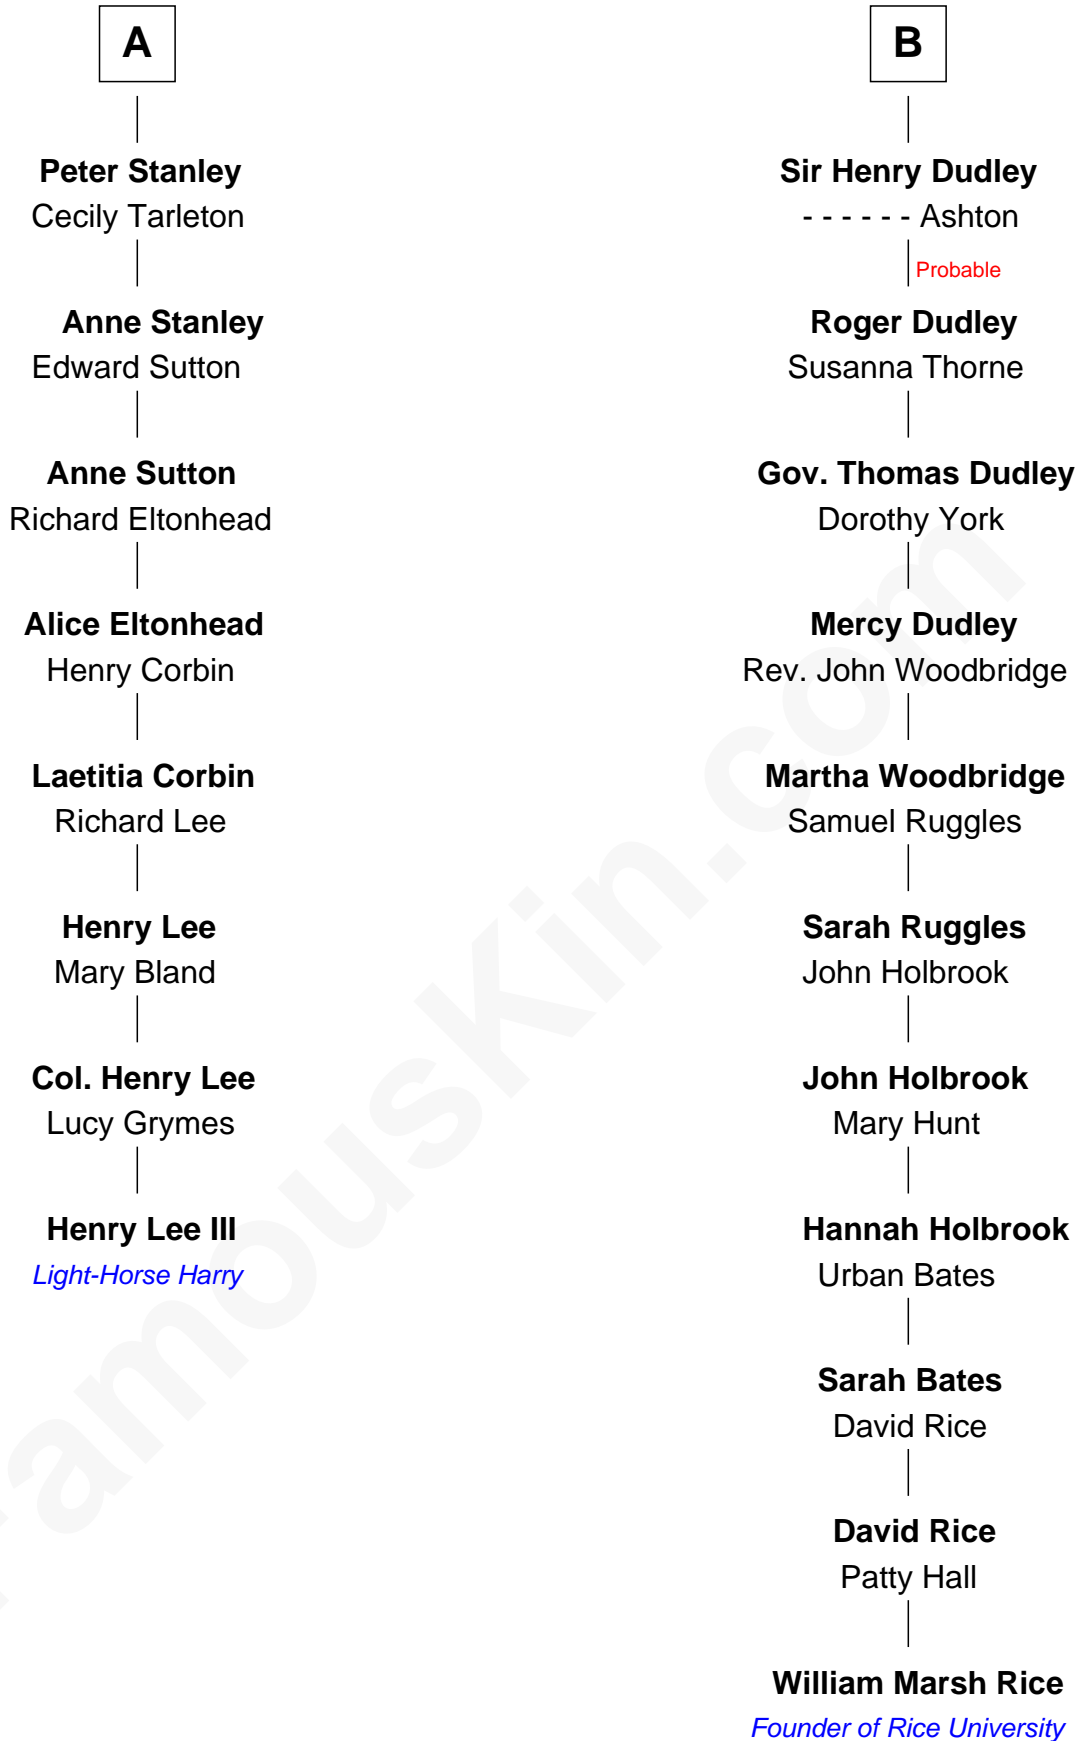 A
Peter Stanley
Cecily Tarleton
Anne Stanley
Edward Sutton
Anne Sutton
Richard Eltonhead
Alice Eltonhead
Henry Corbin
Laetitia Corbin
Richard Lee
Henry Lee
Mary Bland
Col. Henry Lee
Lucy Grymes
Henry Lee III
Light-Horse Harry
B
Sir Henry Dudley
- - - - - - Ashton
Probable
Roger Dudley
Susanna Thorne
Gov. Thomas Dudley
Dorothy York
Mercy Dudley
Rev. John Woodbridge
Martha Woodbridge
Samuel Ruggles
Sarah Ruggles
John Holbrook
John Holbrook
Mary Hunt
Hannah Holbrook
Urban Bates
Sarah Bates
David Rice
David Rice
Patty Hall
William Marsh Rice
Founder of Rice University
FamousKin.com